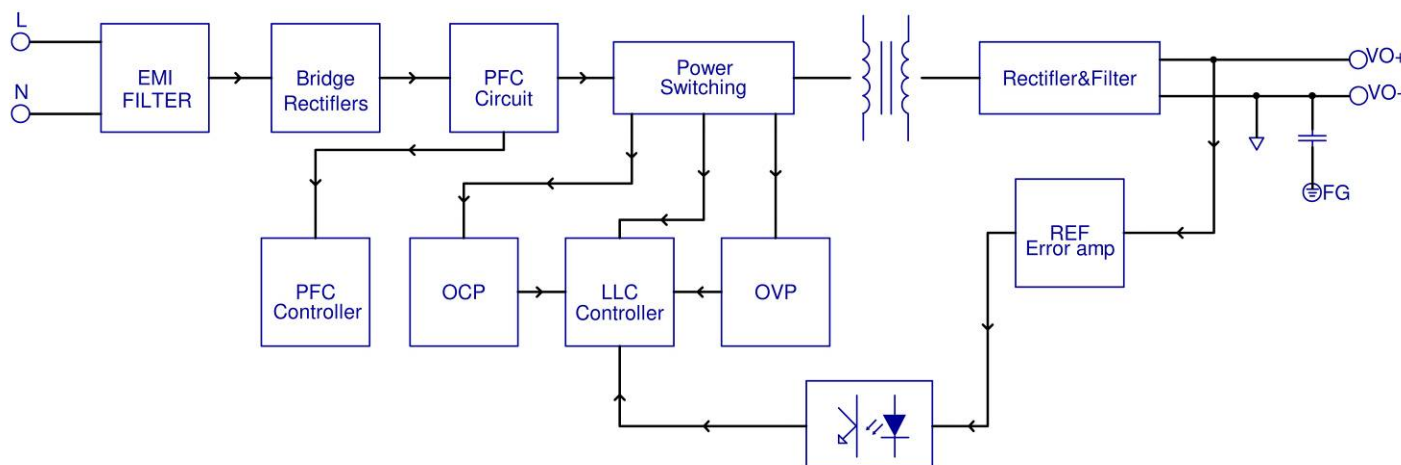 L
N
EMI
FILTER
Bridge
Rectiflers
PFC
Circuit
Power
Switching
Rectifler&Filter
VO+
VO-
FG
REF
Error amp
PFC
Controller
OCP
LLC
Controller
OVP